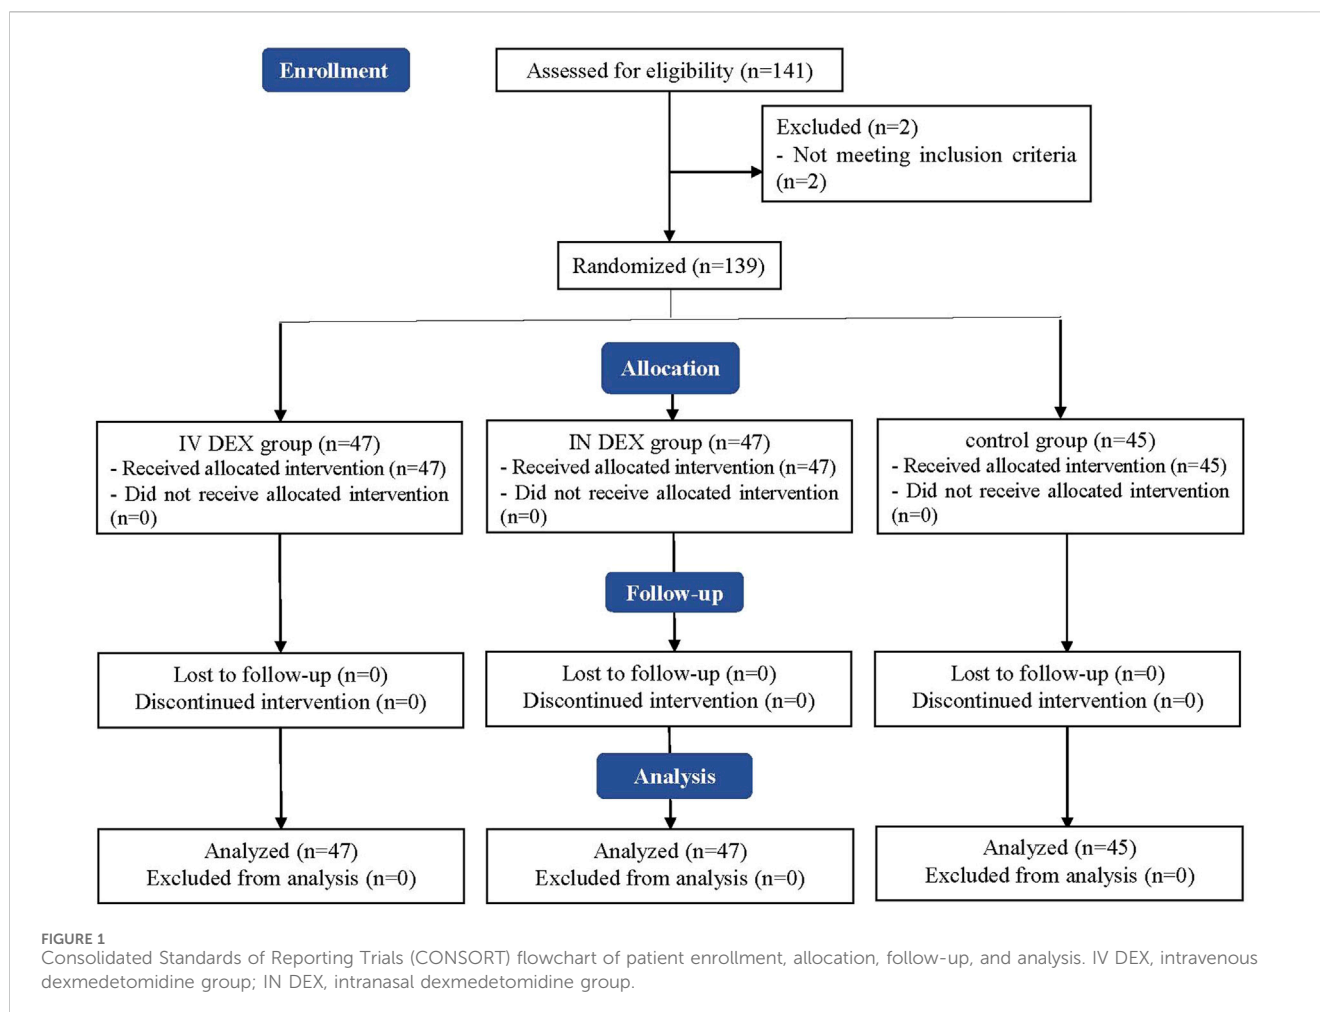 Enrollment
Assessed for eligibility (n=141)
Excluded (n=2)
- Not meeting inclusion criteria
(n=2)
Randomized (n=139)
Allocation
IV DEX group (n=47)
- Received allocated intervention (n=47)
- Did not receive allocated intervention
(n=0)
IN DEX group (n=47)
- Received allocated intervention (n=47)
- Did not receive allocated intervention
(n=0)
control group (n=45)
- Received allocated intervention (n=45)
- Did not receive allocated intervention
(n=0)
Follow-up
Lost to follow-up (n=0)
Discontinued intervention (n=0)
Lost to follow-up (n=0)
Discontinued intervention (n=0)
Lost to follow-up (n=0)
Discontinued intervention (n=0)
Analysis
Analyzed (n=47)
Excluded from analysis (n=0)
Analyzed (n=47)
Excluded from analysis (n=0)
Analyzed (n=45)
Excluded from analysis (n=0)
FIGURE 1
Consolidated Standards of Reporting Trials (CONSORT) flowchart of patient enrollment, allocation, follow-up, and analysis. IV DEX, intravenous
dexmedetomidine group; IN DEX, intranasal dexmedetomidine group.